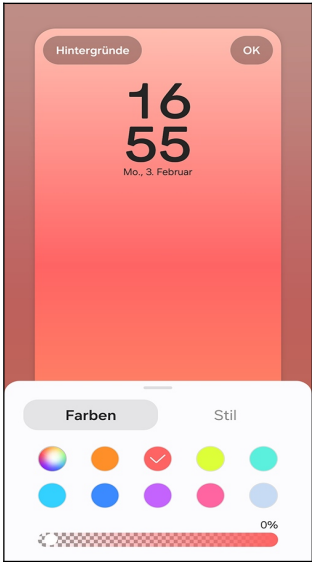 Hintergründe
OK
16
55
Mo., 3. Februar
Farben
Stil
0%